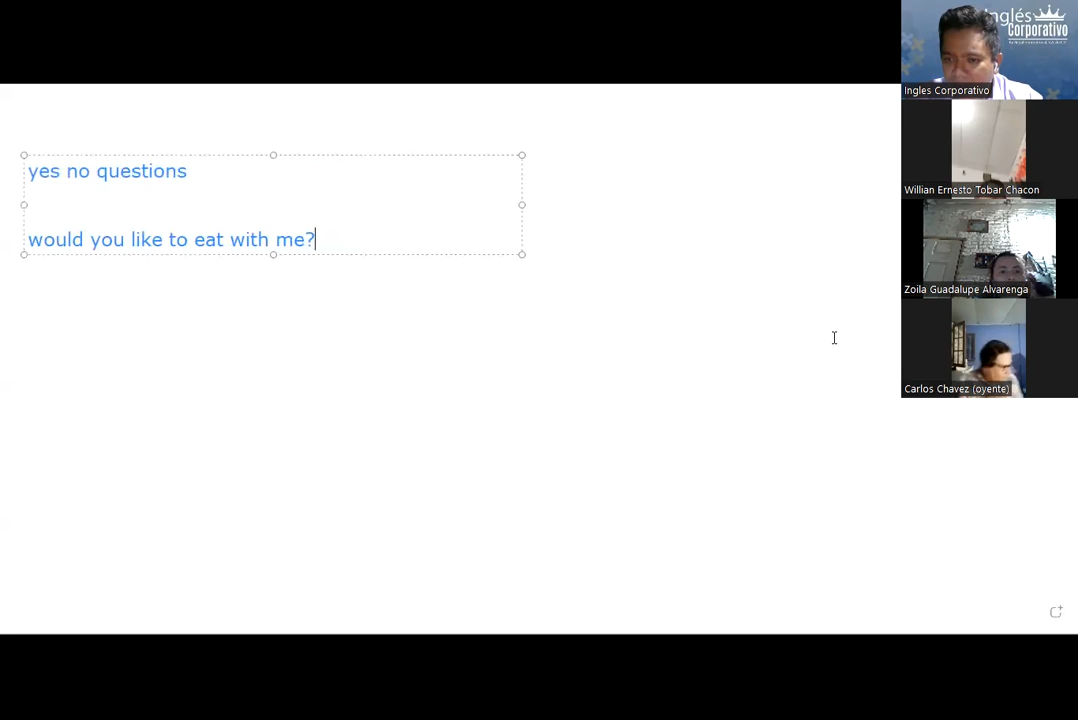 Inglés
Corporativo
Ingles Corporativo
Willian Ernesto Tobar Chacon
Zoila Guadalupe Alvarenga
Carlos Chavez (oyente)
yes no questions
would you like to eat with me?